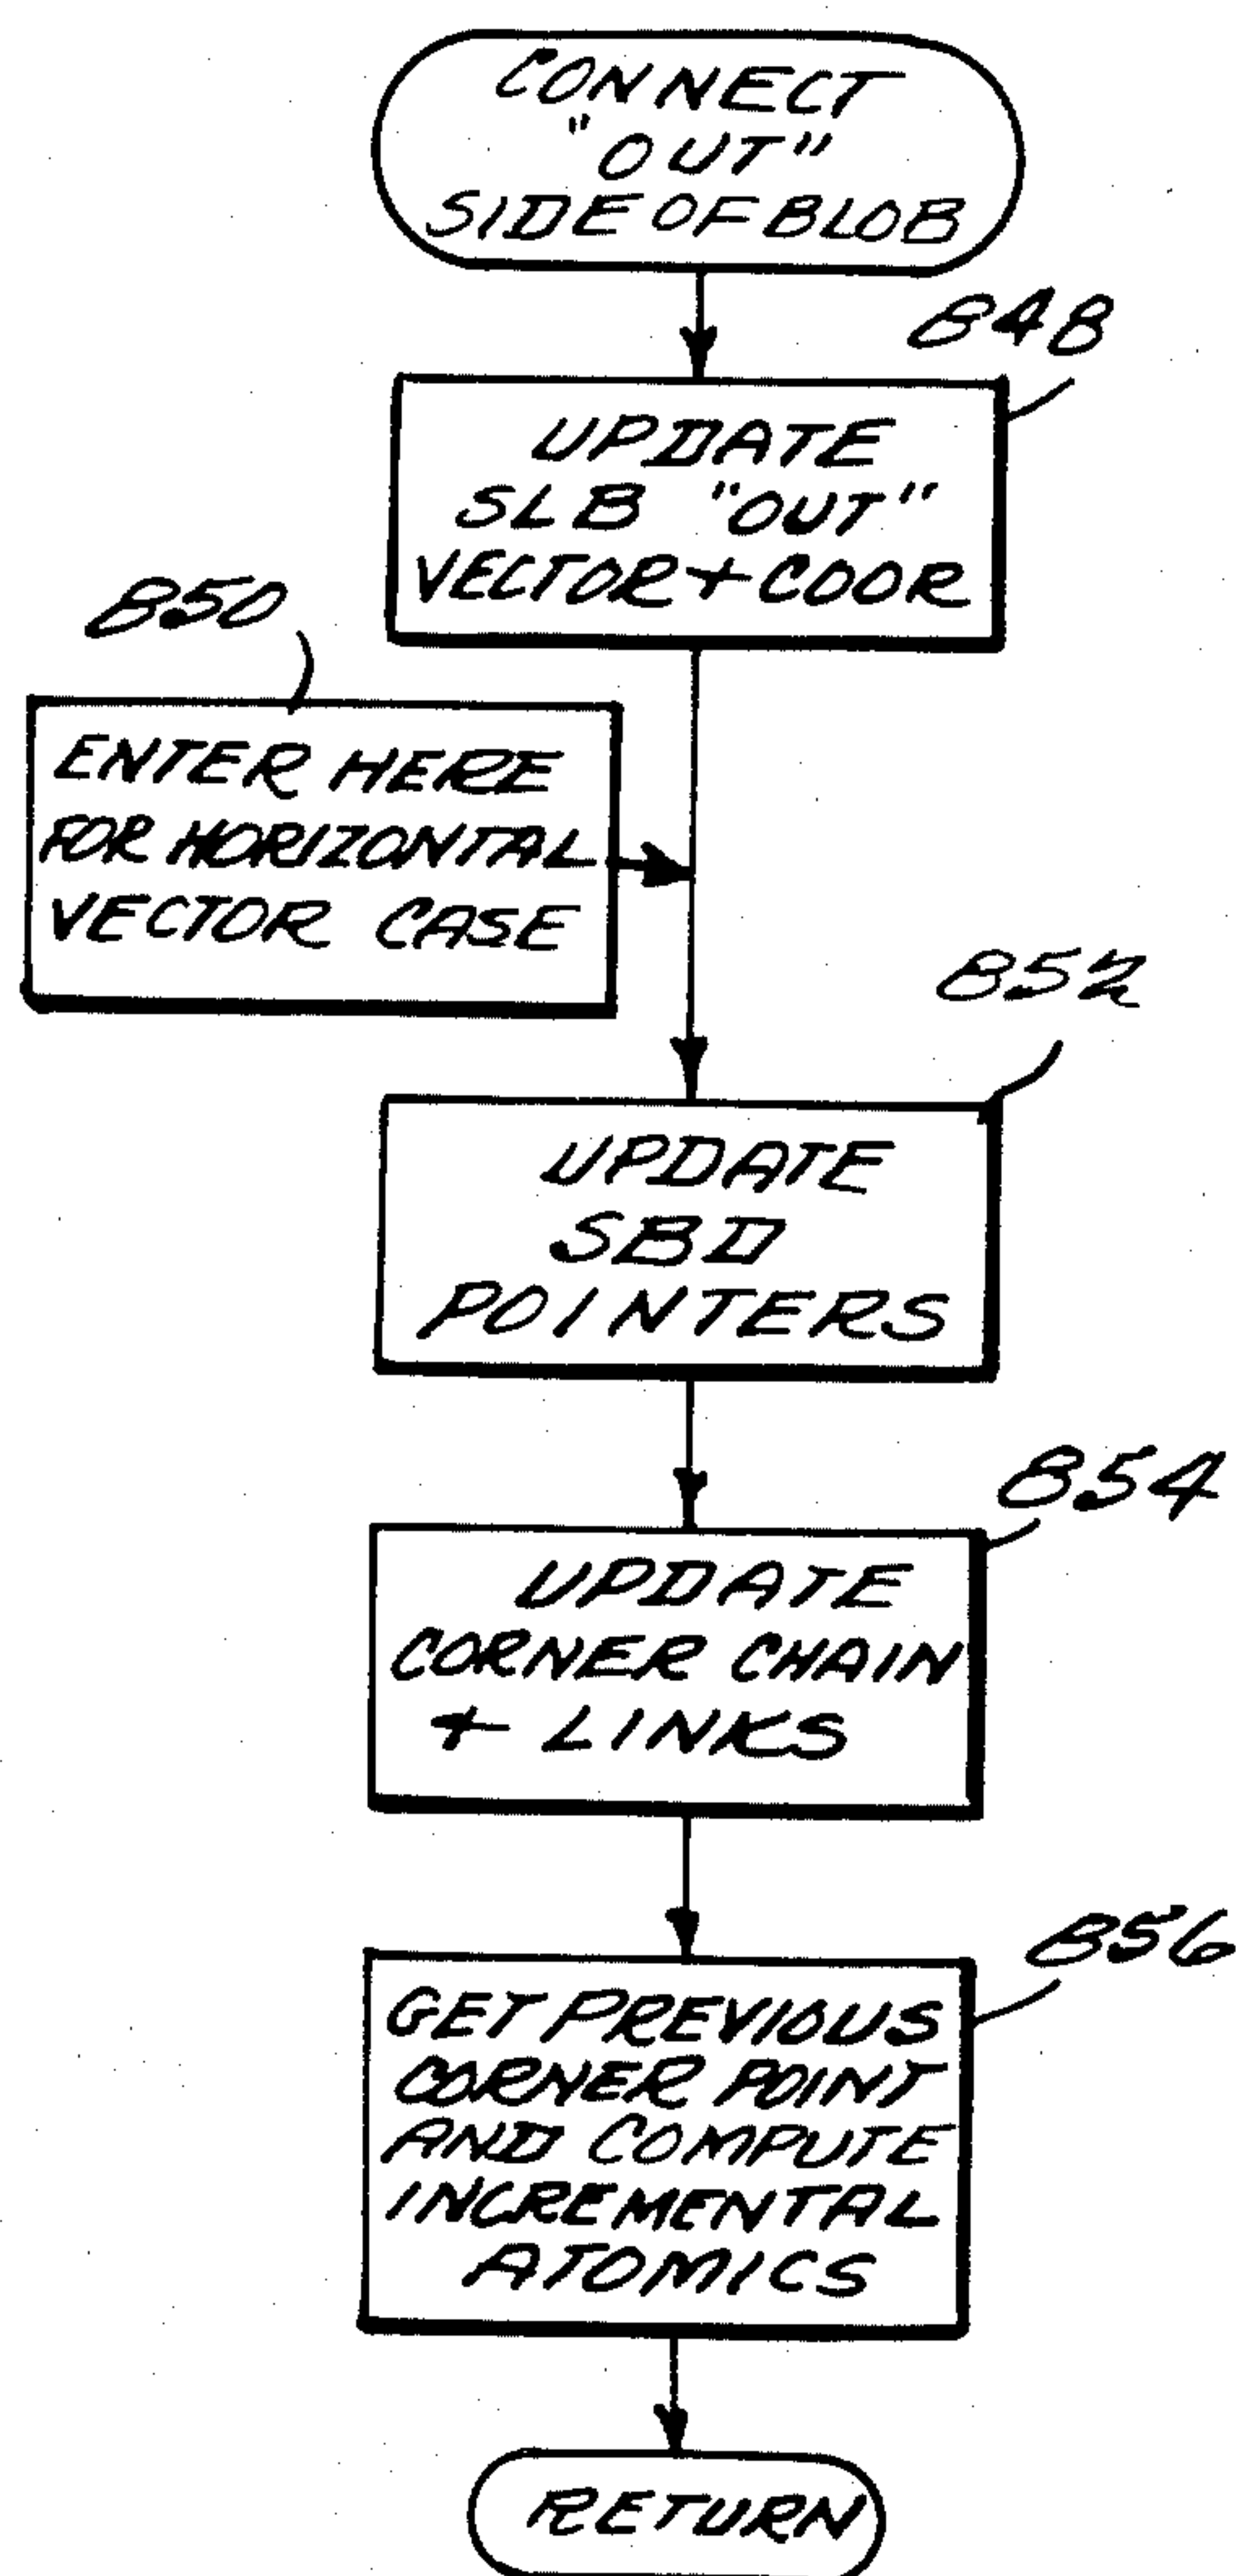 CONNECT
"OUT"
SIDE OF BLOB
848
UPDATE
SLB "OUT"
VECTOR + COOR
850
ENTER HERE
FOR HORIZONTAL
VECTOR CASE
852
UPDATE
SBD
POINTERS
854
UPDATE
CORNER CHAIN
+ LINKS
856
GET PREVIOUS
CORNER POINT
AND COMPUTE
INCREMENTAL
ATOMICS
RETURN